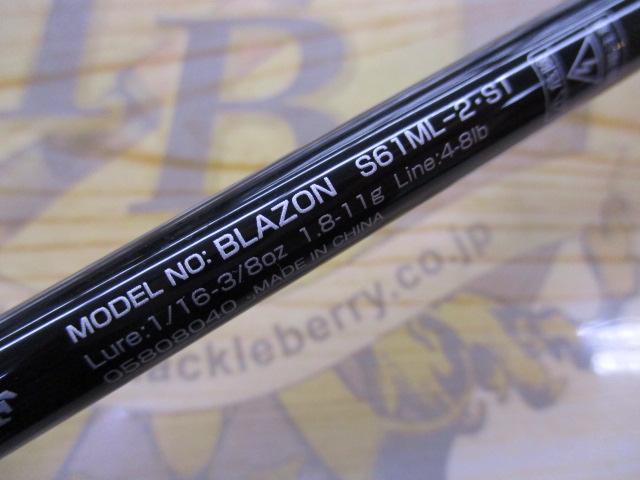 MODEL NO: BLAZON S61ML-2・ST
Lure:1/16-3/8oz 1.8-11g Line:4-8lb
05808040 MADE IN CHINA
ackleberry.co.jp